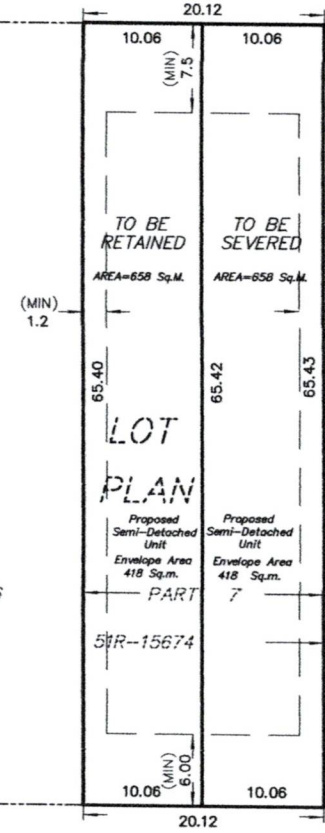 20.12
10.06 10.06
(MIN)
7.5
TO BE
RETAINED
AREA=658 Sq.M.
TO BE
SEVERED
AREA=658 Sq.M.
(MIN)
1.2
65.40
65.42
65.43
LOT
PLAN
Proposed
Semi-Detached
Unit
Envelope Area
418 Sq.m.
Proposed
Semi-Detached
Unit
Envelope Area
418 Sq.m.
PART 7
51R-15674
(MIN)
6.00
10.06 10.06
20.12